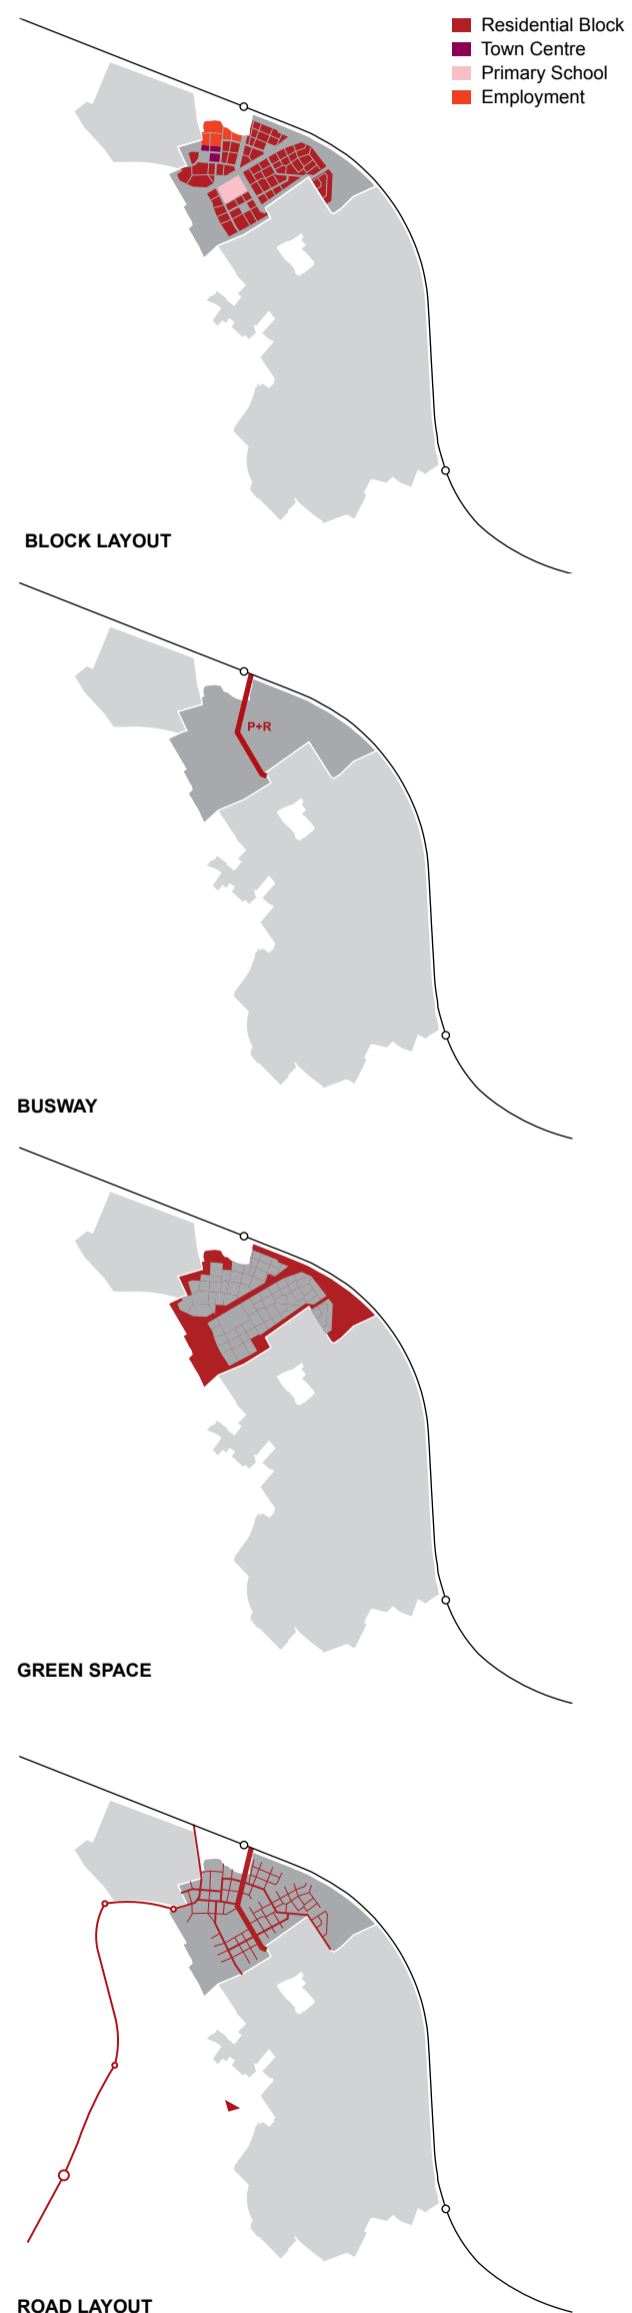 Residential Block
Town Centre
Primary School
Employment
BLOCK LAYOUT
P+R
BUSWAY
GREEN SPACE
ROAD LAYOUT